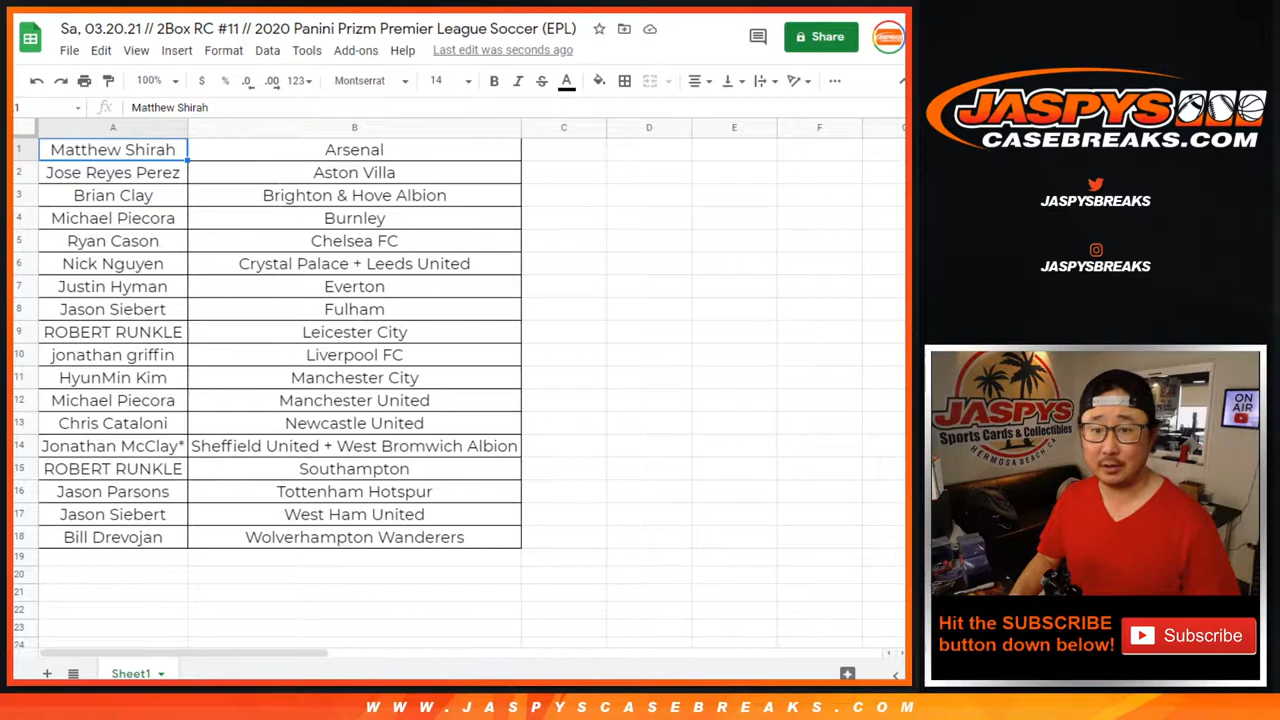 Sa, 03.20.21 // 2Box RC #11 // 2020 Panini Prizm Premier League Soccer (EPL)
Share
File Edit View Insert Format Data Tools Add-ons Help Last edit was seconds ago
100% $ % .0 .00 123 Montserrat 14 B I S A
1 fx Matthew Shirah
A B C D E F
1 Matthew Shirah Arsenal
2 Jose Reyes Perez Aston Villa
3 Brian Clay Brighton & Hove Albion
4 Michael Piecora Burnley
5 Ryan Cason Chelsea FC
6 Nick Nguyen Crystal Palace + Leeds United
7 Justin Hyman Everton
8 Jason Siebert Fulham
9 ROBERT RUNKLE Leicester City
10 jonathan griffin Liverpool FC
11 HyunMin Kim Manchester City
12 Michael Piecora Manchester United
13 Chris Cataloni Newcastle United
14 Jonathan McClay* Sheffield United + West Bromwich Albion
15 ROBERT RUNKLE Southampton
16 Jason Parsons Tottenham Hotspur
17 Jason Siebert West Ham United
18 Bill Drevojan Wolverhampton Wanderers
19
20
21
22
23
24
Sheet1
JASPYS
CASEBREAKS.COM
JASPYSBREAKS
JASPYSBREAKS
JASPYS
Sports Cards & Collectibles
HERMOSA BEACH, CA
ON
AIR
Hit the SUBSCRIBE
button down below!
Subscribe
WWW.JASPYSCASEBREAKS.COM